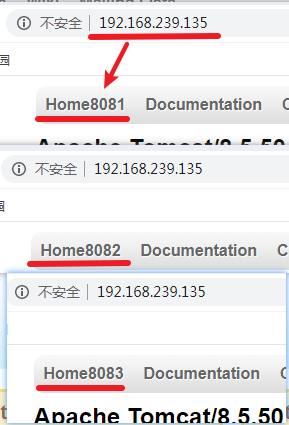 不安全 192.168.239.135
园
Home8081 Documentation
Apache Tomcat/8.5.50
不安全 192.168.239.135
Home8082 Documentation C
不安全 192.168.239.135
Home8083 Documentation
Apache Tomcat/8.5.50